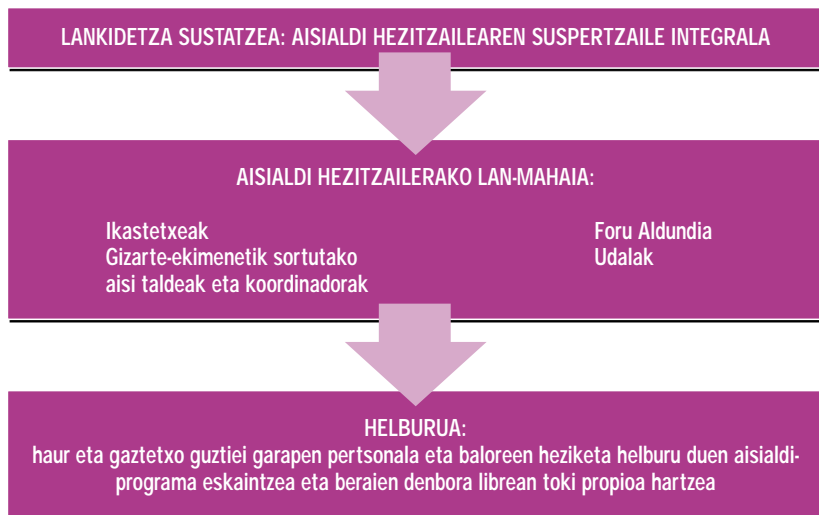 LANKIDETZA SUSTATZEA: AISIALDI HEZITZAILEAREN SUSPERTZAILE INTEGRALA
AISIALDI HEZITZAILERAKO LAN-MAHAIA:
Ikastetxeak
Gizarte-ekimenetik sortutako
aisi taldeak eta koordinadorak
Foru Aldundia
Udalak
HELBURUA:
haur eta gaztetxo guztiei garapen pertsonala eta baloreen heziketa helburu duen aisialdi-
programa eskaintzea eta beraien denbora librean toki propioa hartzea